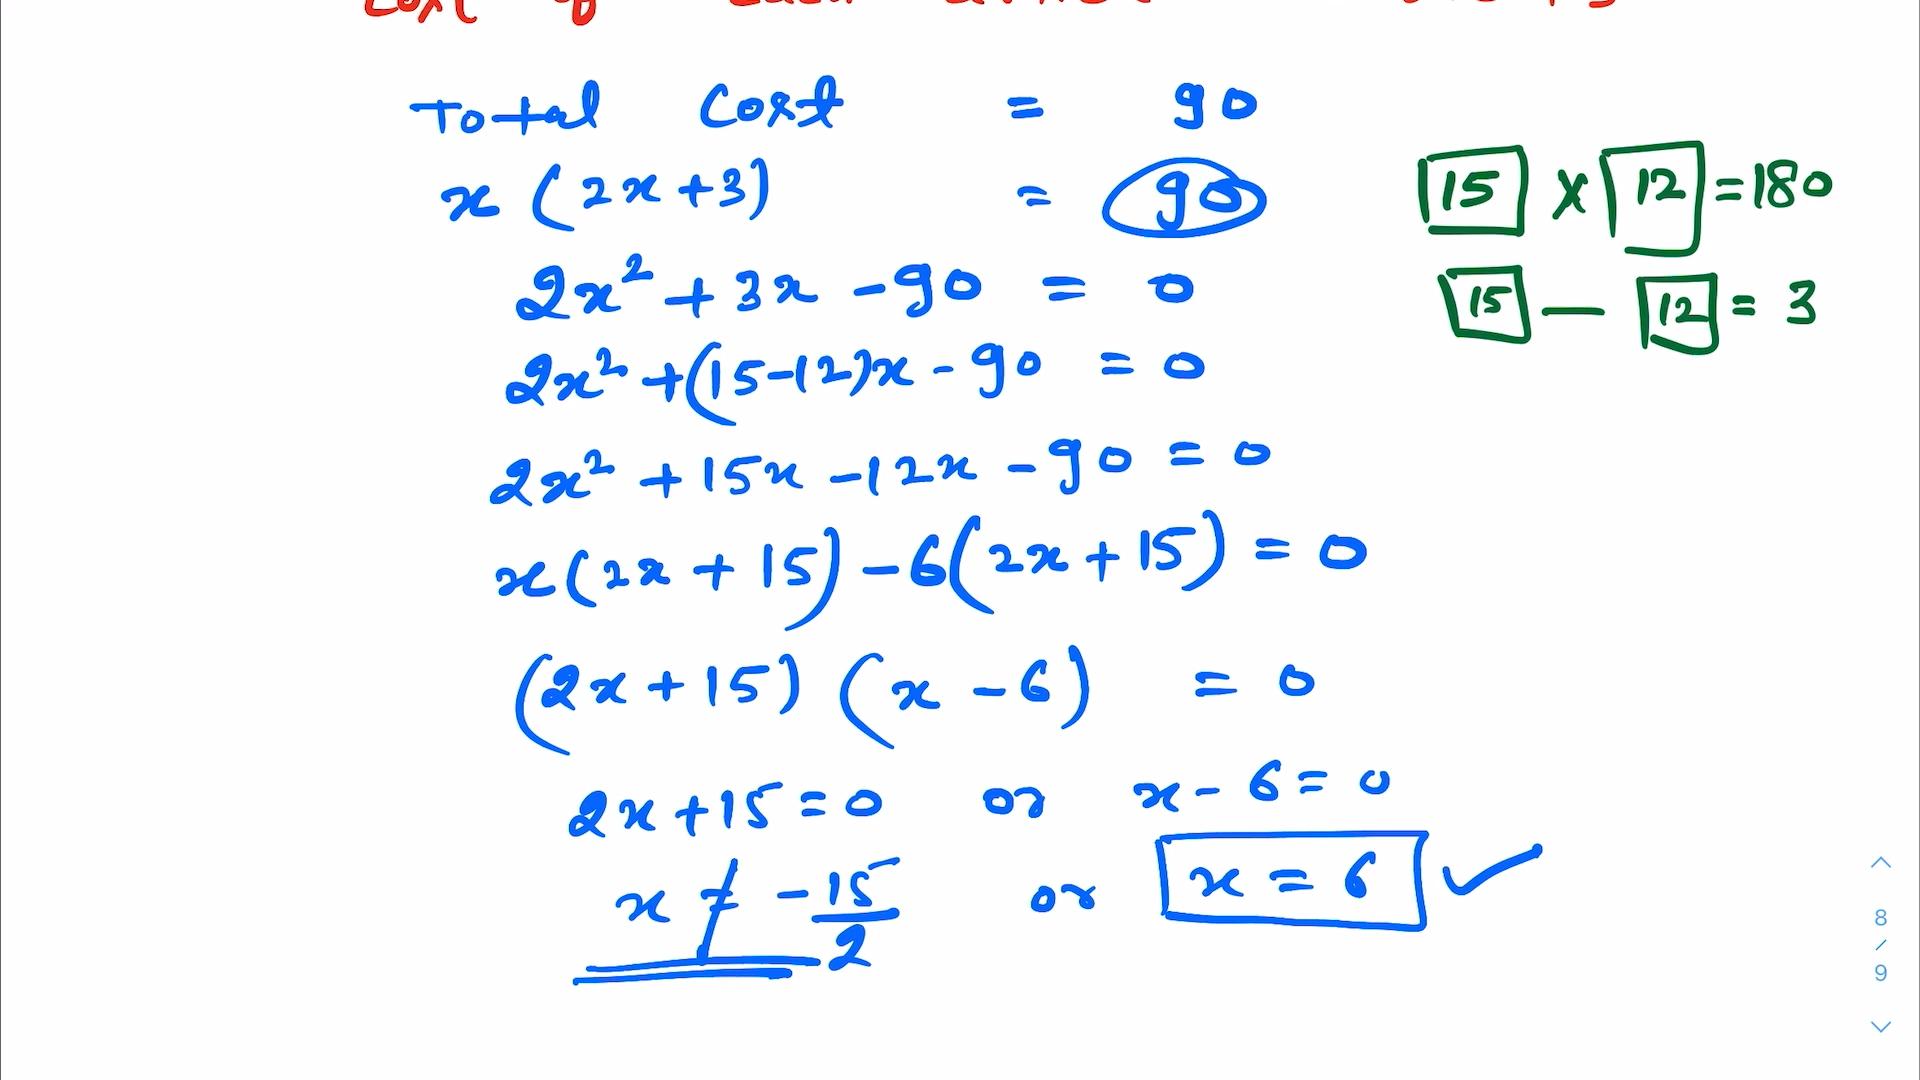 Total Cost = 90
x (2x+3) = 90
2x² + 3x - 90 = 0
2x² + (15-12)x - 90 = 0
2x² + 15x - 12x - 90 = 0
x(2x + 15) - 6(2x + 15) = 0
(2x + 15) (x - 6) = 0
2x + 15 = 0 or x - 6 = 0
x ≠ -15/2 or x = 6 ✓
15 × 12 = 180
15 - 12 = 3
8
/
9